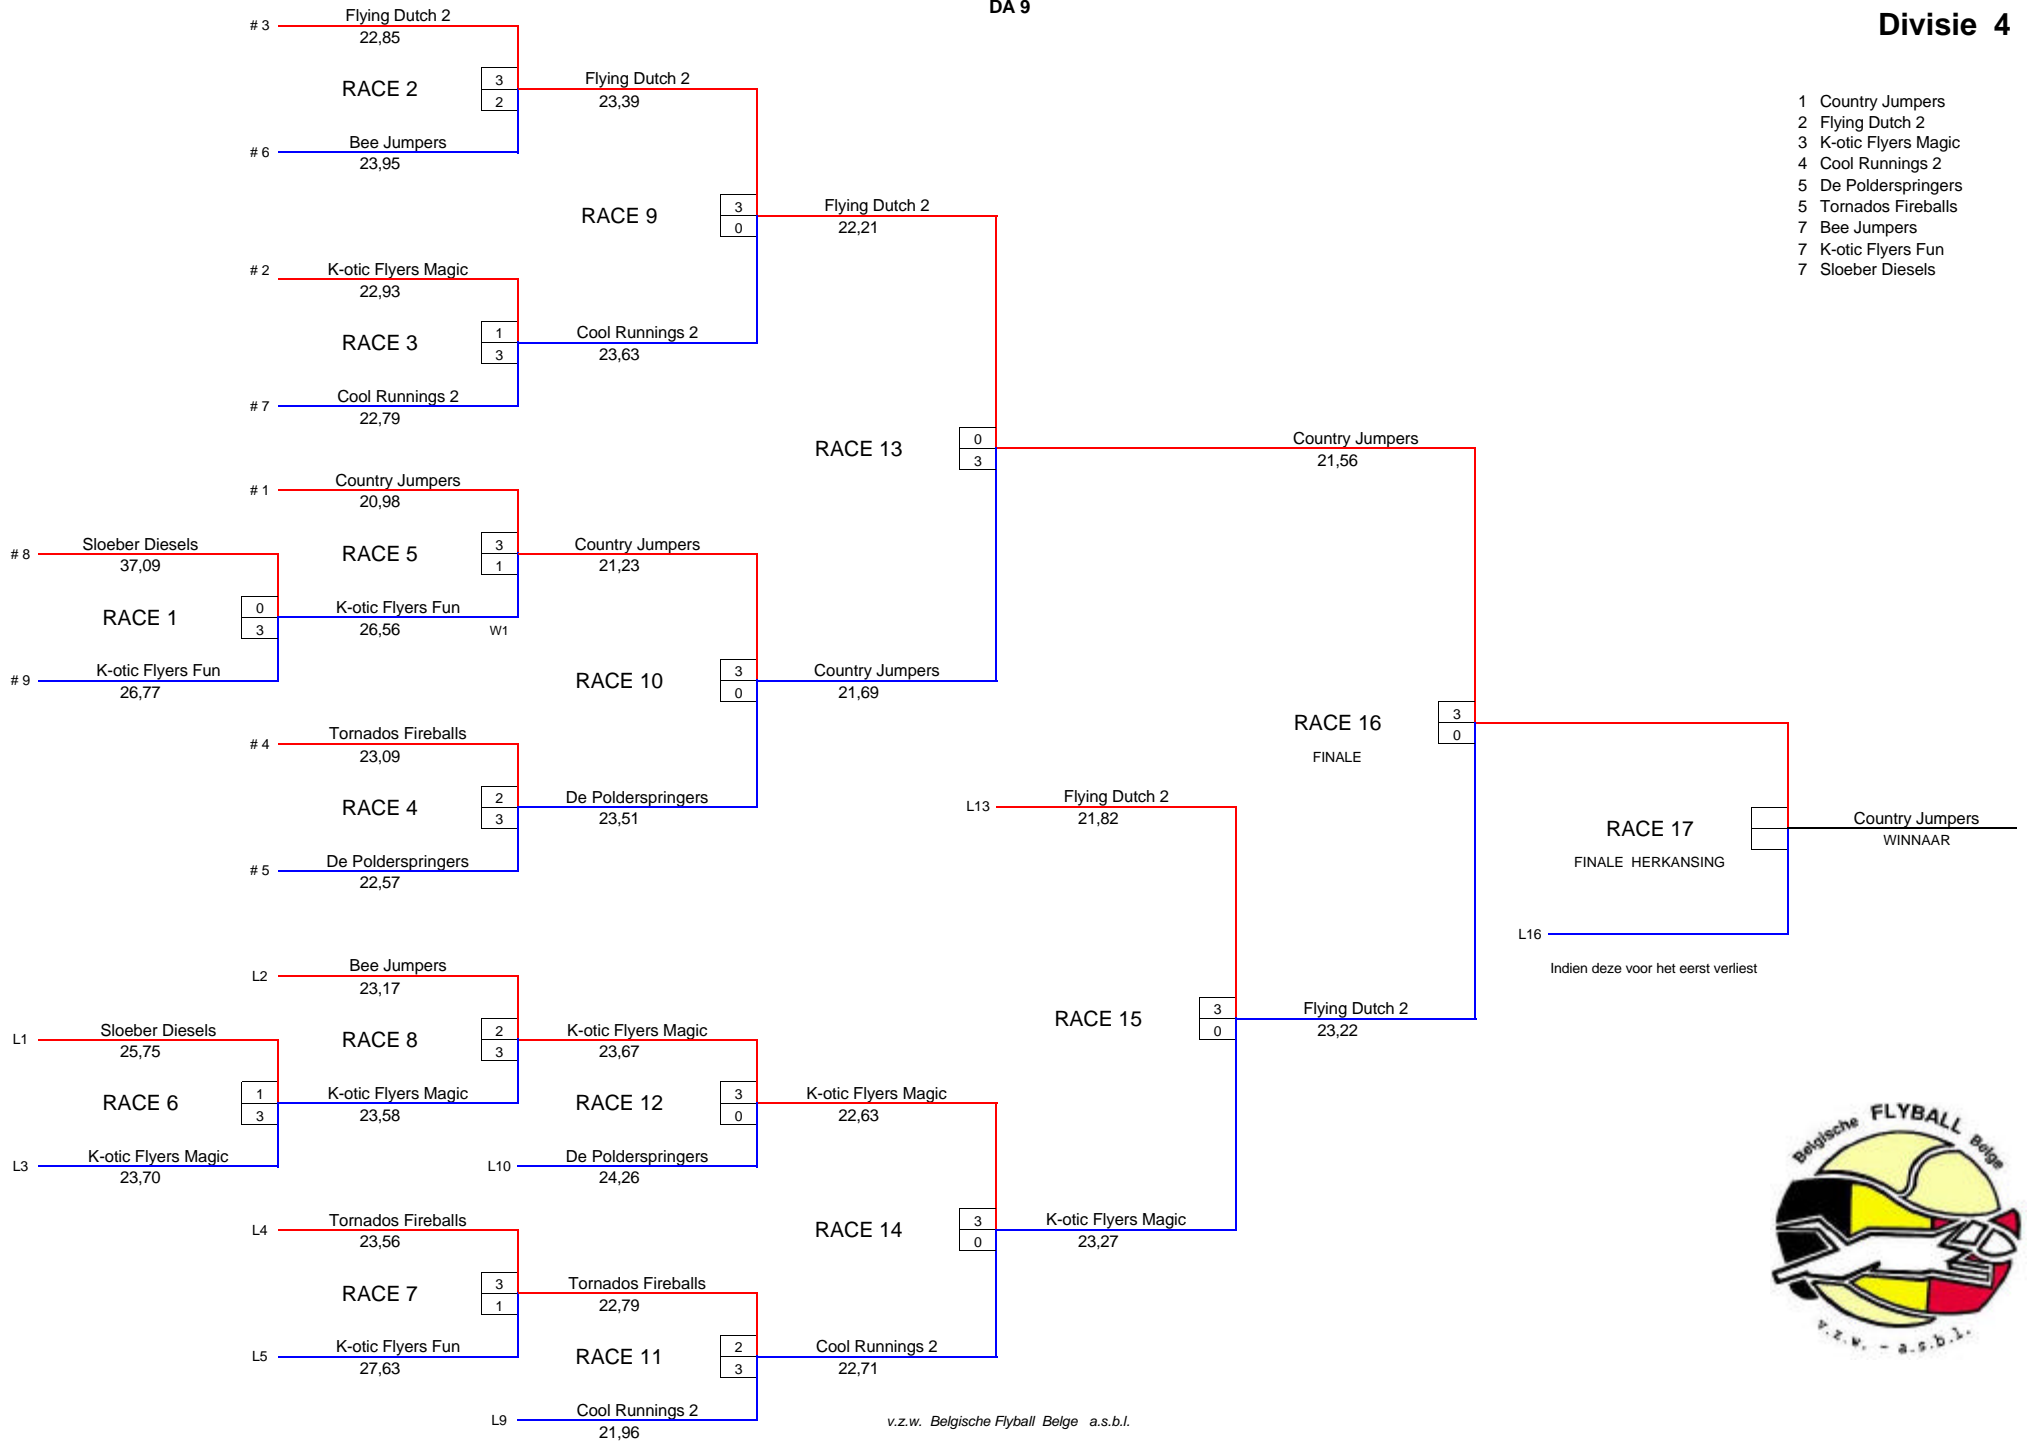 DA 9
Divisie 4
1 Country Jumpers
2 Flying Dutch 2
3 K-otic Flyers Magic
4 Cool Runnings 2
5 De Polderspringers
5 Tornados Fireballs
7 Bee Jumpers
7 K-otic Flyers Fun
7 Sloeber Diesels
# 3 Flying Dutch 2
22,85
RACE 2
3
2
# 6 Bee Jumpers
23,95
Flying Dutch 2
23,39
RACE 9
3
0
# 2 K-otic Flyers Magic
22,93
RACE 3
1
3
# 7 Cool Runnings 2
22,79
Cool Runnings 2
23,63
Flying Dutch 2
22,21
RACE 13
0
3
# 1 Country Jumpers
20,98
RACE 5
3
1
# 8 Sloeber Diesels
37,09
RACE 1
0
3
# 9 K-otic Flyers Fun
26,77
K-otic Flyers Fun
26,56
W1
Country Jumpers
21,23
RACE 10
3
0
# 4 Tornados Fireballs
23,09
RACE 4
2
3
# 5 De Polderspringers
22,57
De Polderspringers
23,51
Country Jumpers
21,69
Country Jumpers
21,56
RACE 16
FINALE
3
0
L13 Flying Dutch 2
21,82
RACE 15
3
0
Flying Dutch 2
23,22
RACE 17
FINALE HERKANSING
Country Jumpers
WINNAAR
L16
Indien deze voor het eerst verliest
L2 Bee Jumpers
23,17
RACE 8
2
3
L1 Sloeber Diesels
25,75
RACE 6
1
3
L3 K-otic Flyers Magic
23,70
K-otic Flyers Magic
23,58
K-otic Flyers Magic
23,67
RACE 12
3
0
L10 De Polderspringers
24,26
K-otic Flyers Magic
22,63
RACE 14
3
0
K-otic Flyers Magic
23,27
L4 Tornados Fireballs
23,56
RACE 7
3
1
L5 K-otic Flyers Fun
27,63
Tornados Fireballs
22,79
RACE 11
2
3
L9 Cool Runnings 2
21,96
Cool Runnings 2
22,71
v.z.w. Belgische Flyball Belge a.s.b.l.
Belgische FLYBALL Belge
v.z.w. - a.s.b.l.